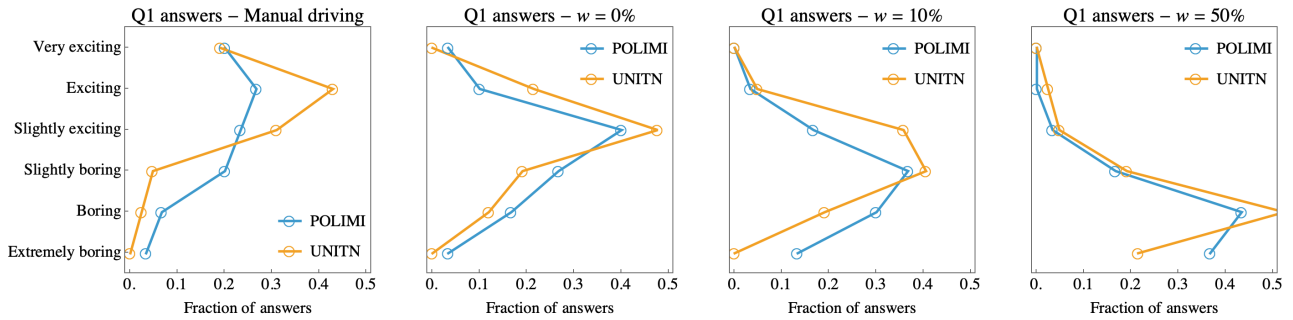 Q1 answers – Manual driving
Very exciting
Exciting
Slightly exciting
Slightly boring
Boring
Extremely boring
POLIMI
UNITN
0. 0.1 0.2 0.3 0.4 0.5
Fraction of answers
Q1 answers – w = 0%
POLIMI
UNITN
0. 0.1 0.2 0.3 0.4 0.5
Fraction of answers
Q1 answers – w = 10%
POLIMI
UNITN
0. 0.1 0.2 0.3 0.4 0.5
Fraction of answers
Q1 answers – w = 50%
POLIMI
UNITN
0. 0.1 0.2 0.3 0.4 0.5
Fraction of answers